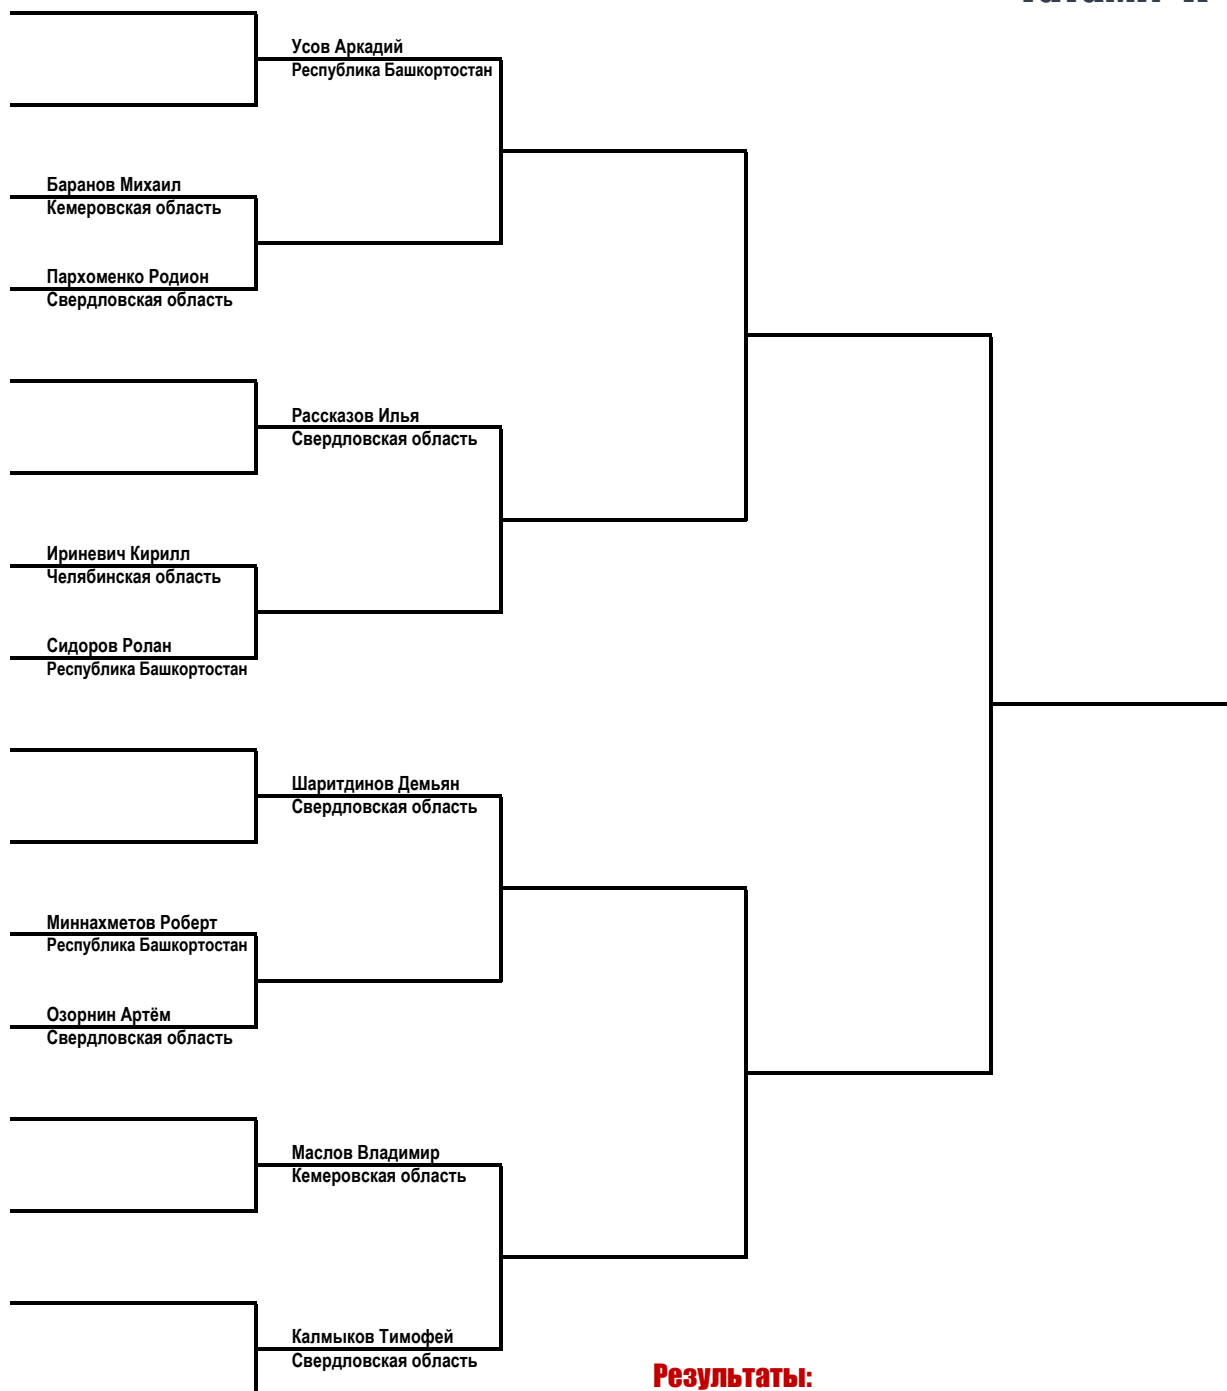 Усов Аркадий
Республика Башкортостан
Баранов Михаил
Кемеровская область
Пархоменко Родион
Свердловская область
Рассказов Илья
Свердловская область
Ириневич Кирилл
Челябинская область
Сидоров Ролан
Республика Башкортостан
Шаритдинов Демьян
Свердловская область
Миннахметов Роберт
Республика Башкортостан
Озорнин Артём
Свердловская область
Маслов Владимир
Кемеровская область
Калмыков Тимофей
Свердловская область
Результаты: